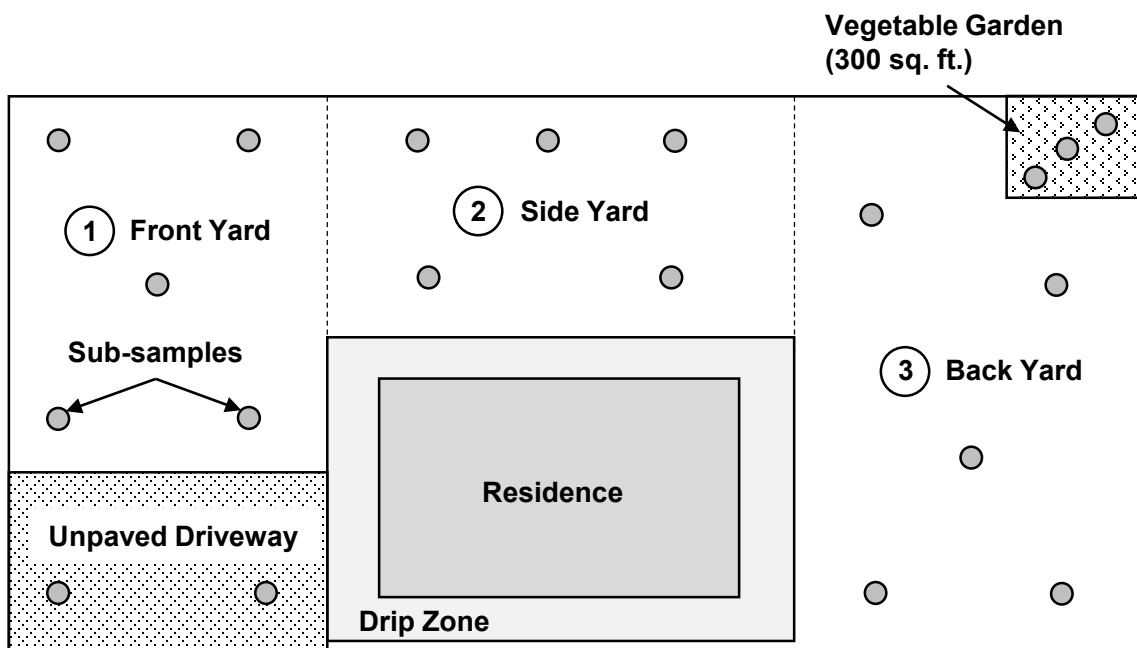 Vegetable Garden
(300 sq. ft.)
1 Front Yard
2 Side Yard
Sub-samples
3 Back Yard
Residence
Unpaved Driveway
Drip Zone